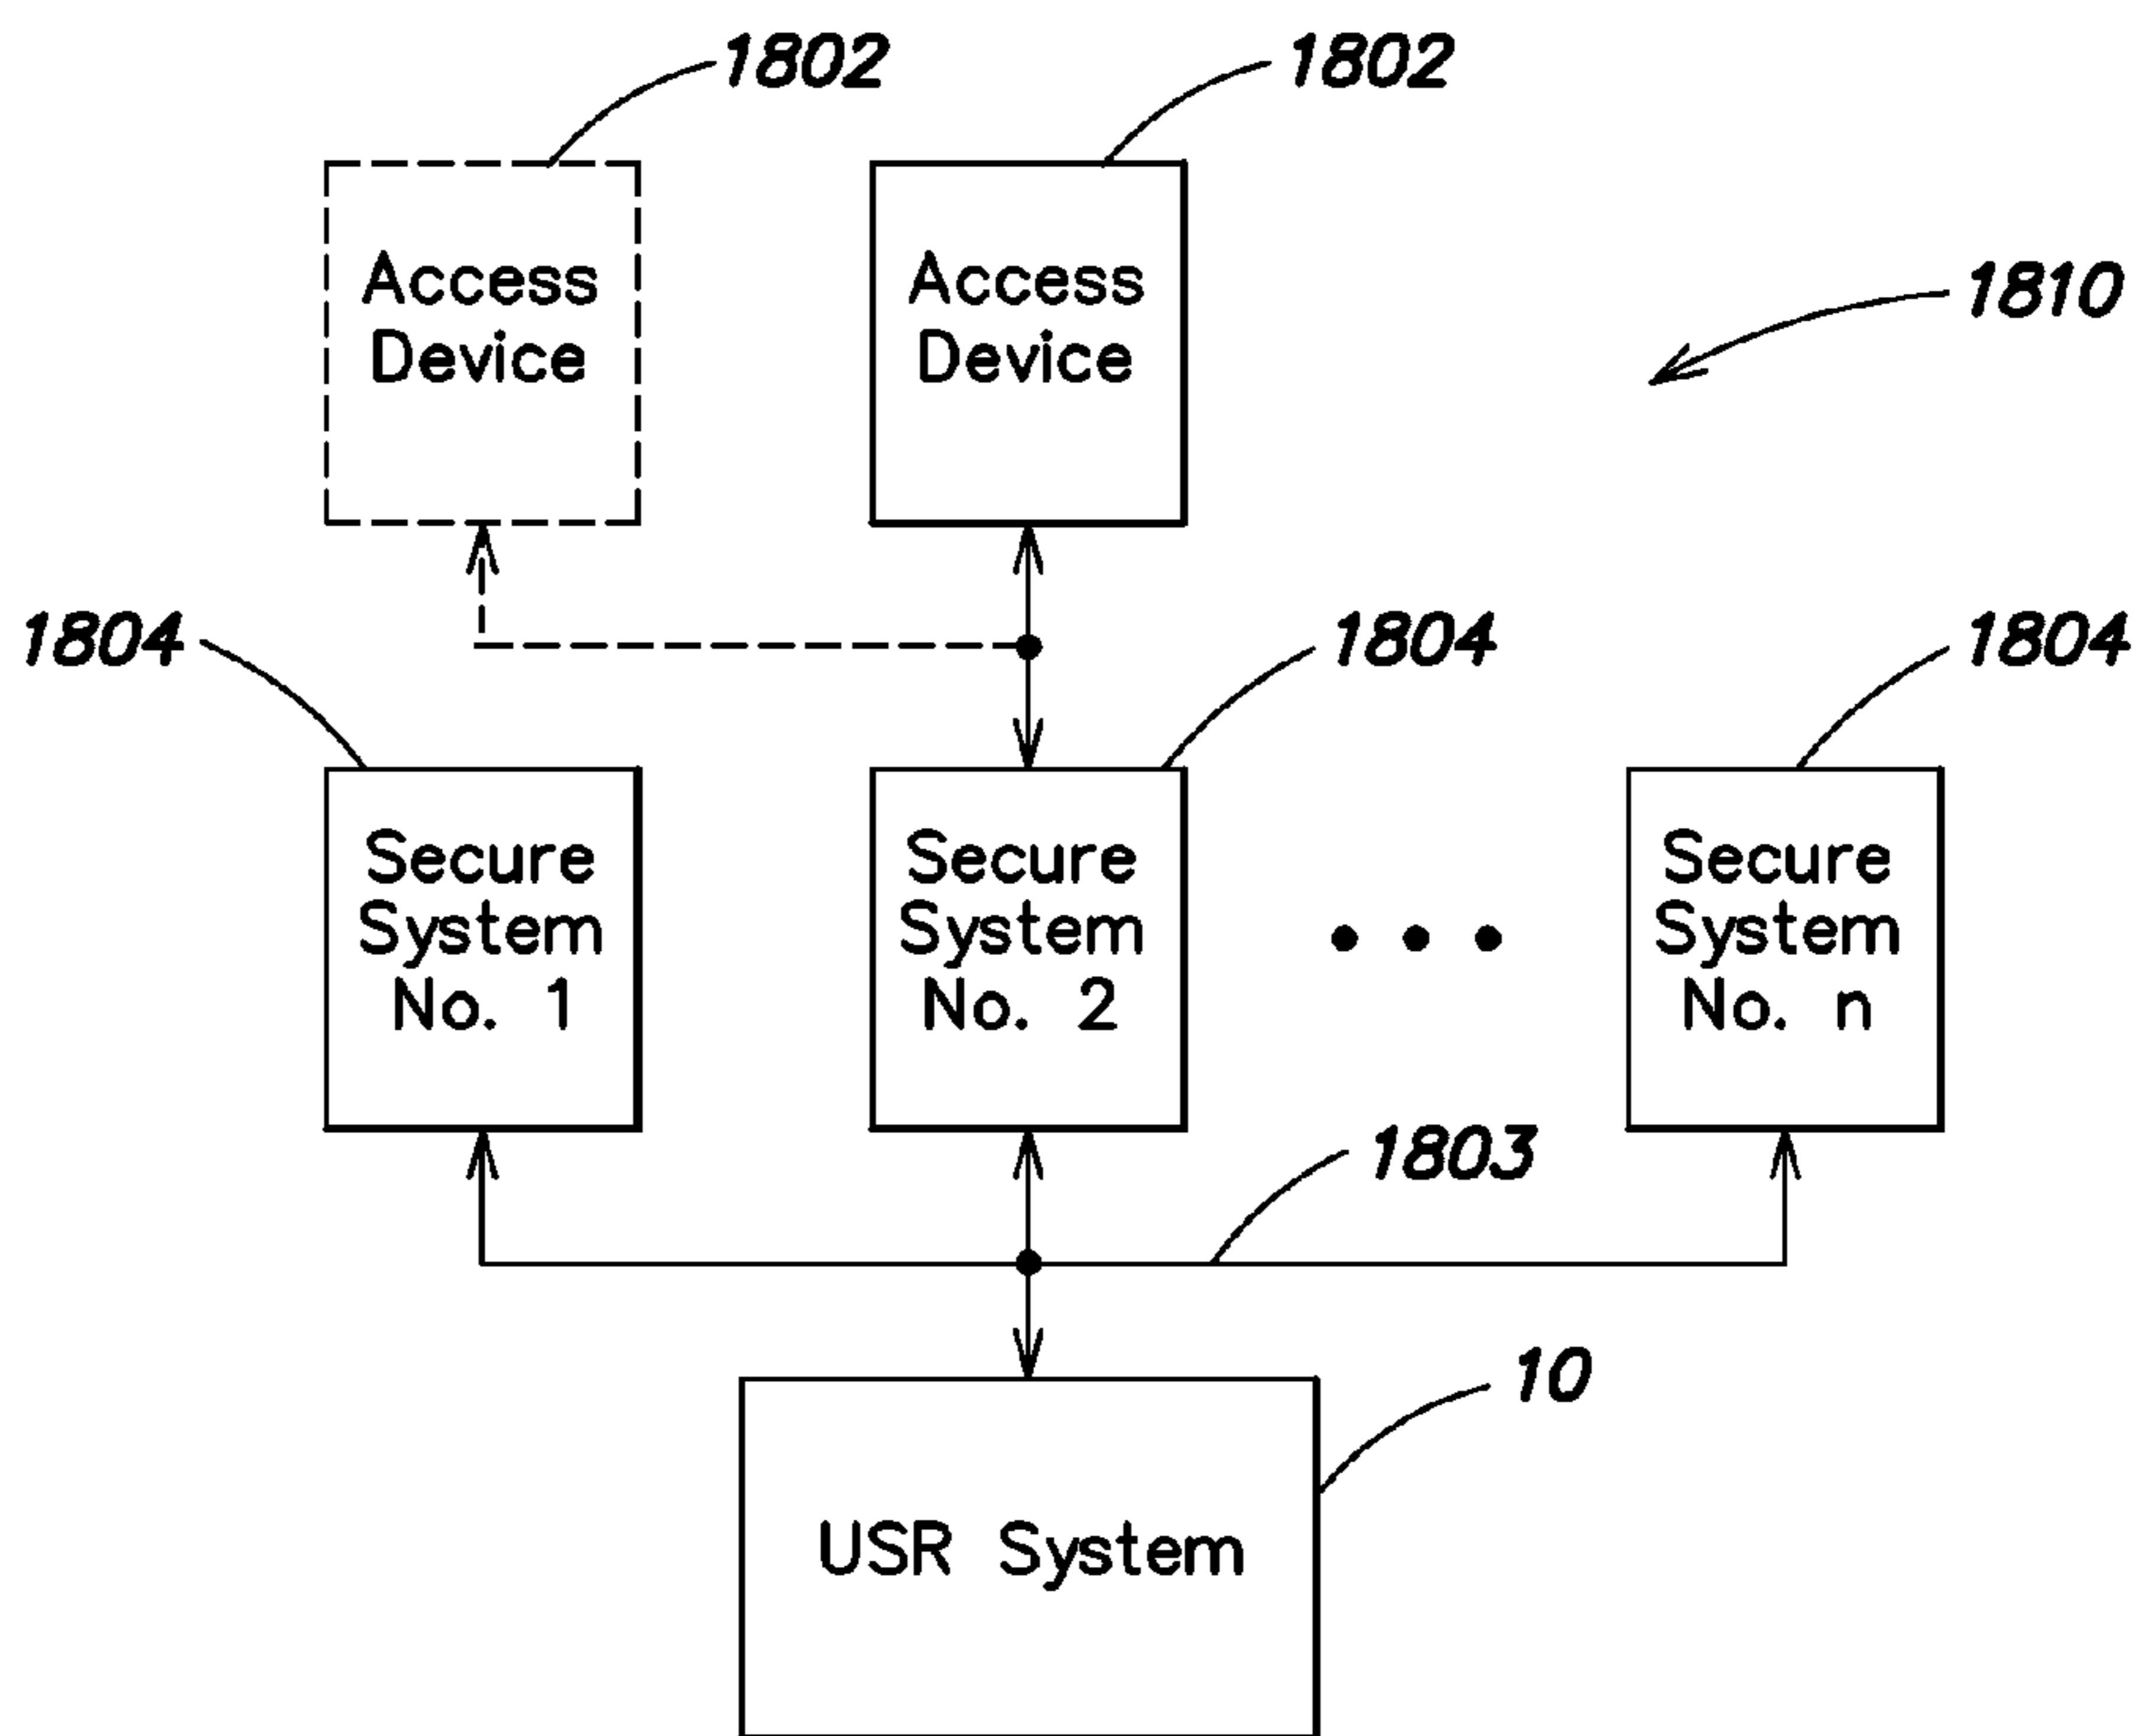 1802
1802
Access
Device
Access
Device
1810
1804
1804
1804
Secure
System
No. 1
Secure
System
No. 2
Secure
System
No. n
1803
10
USR System